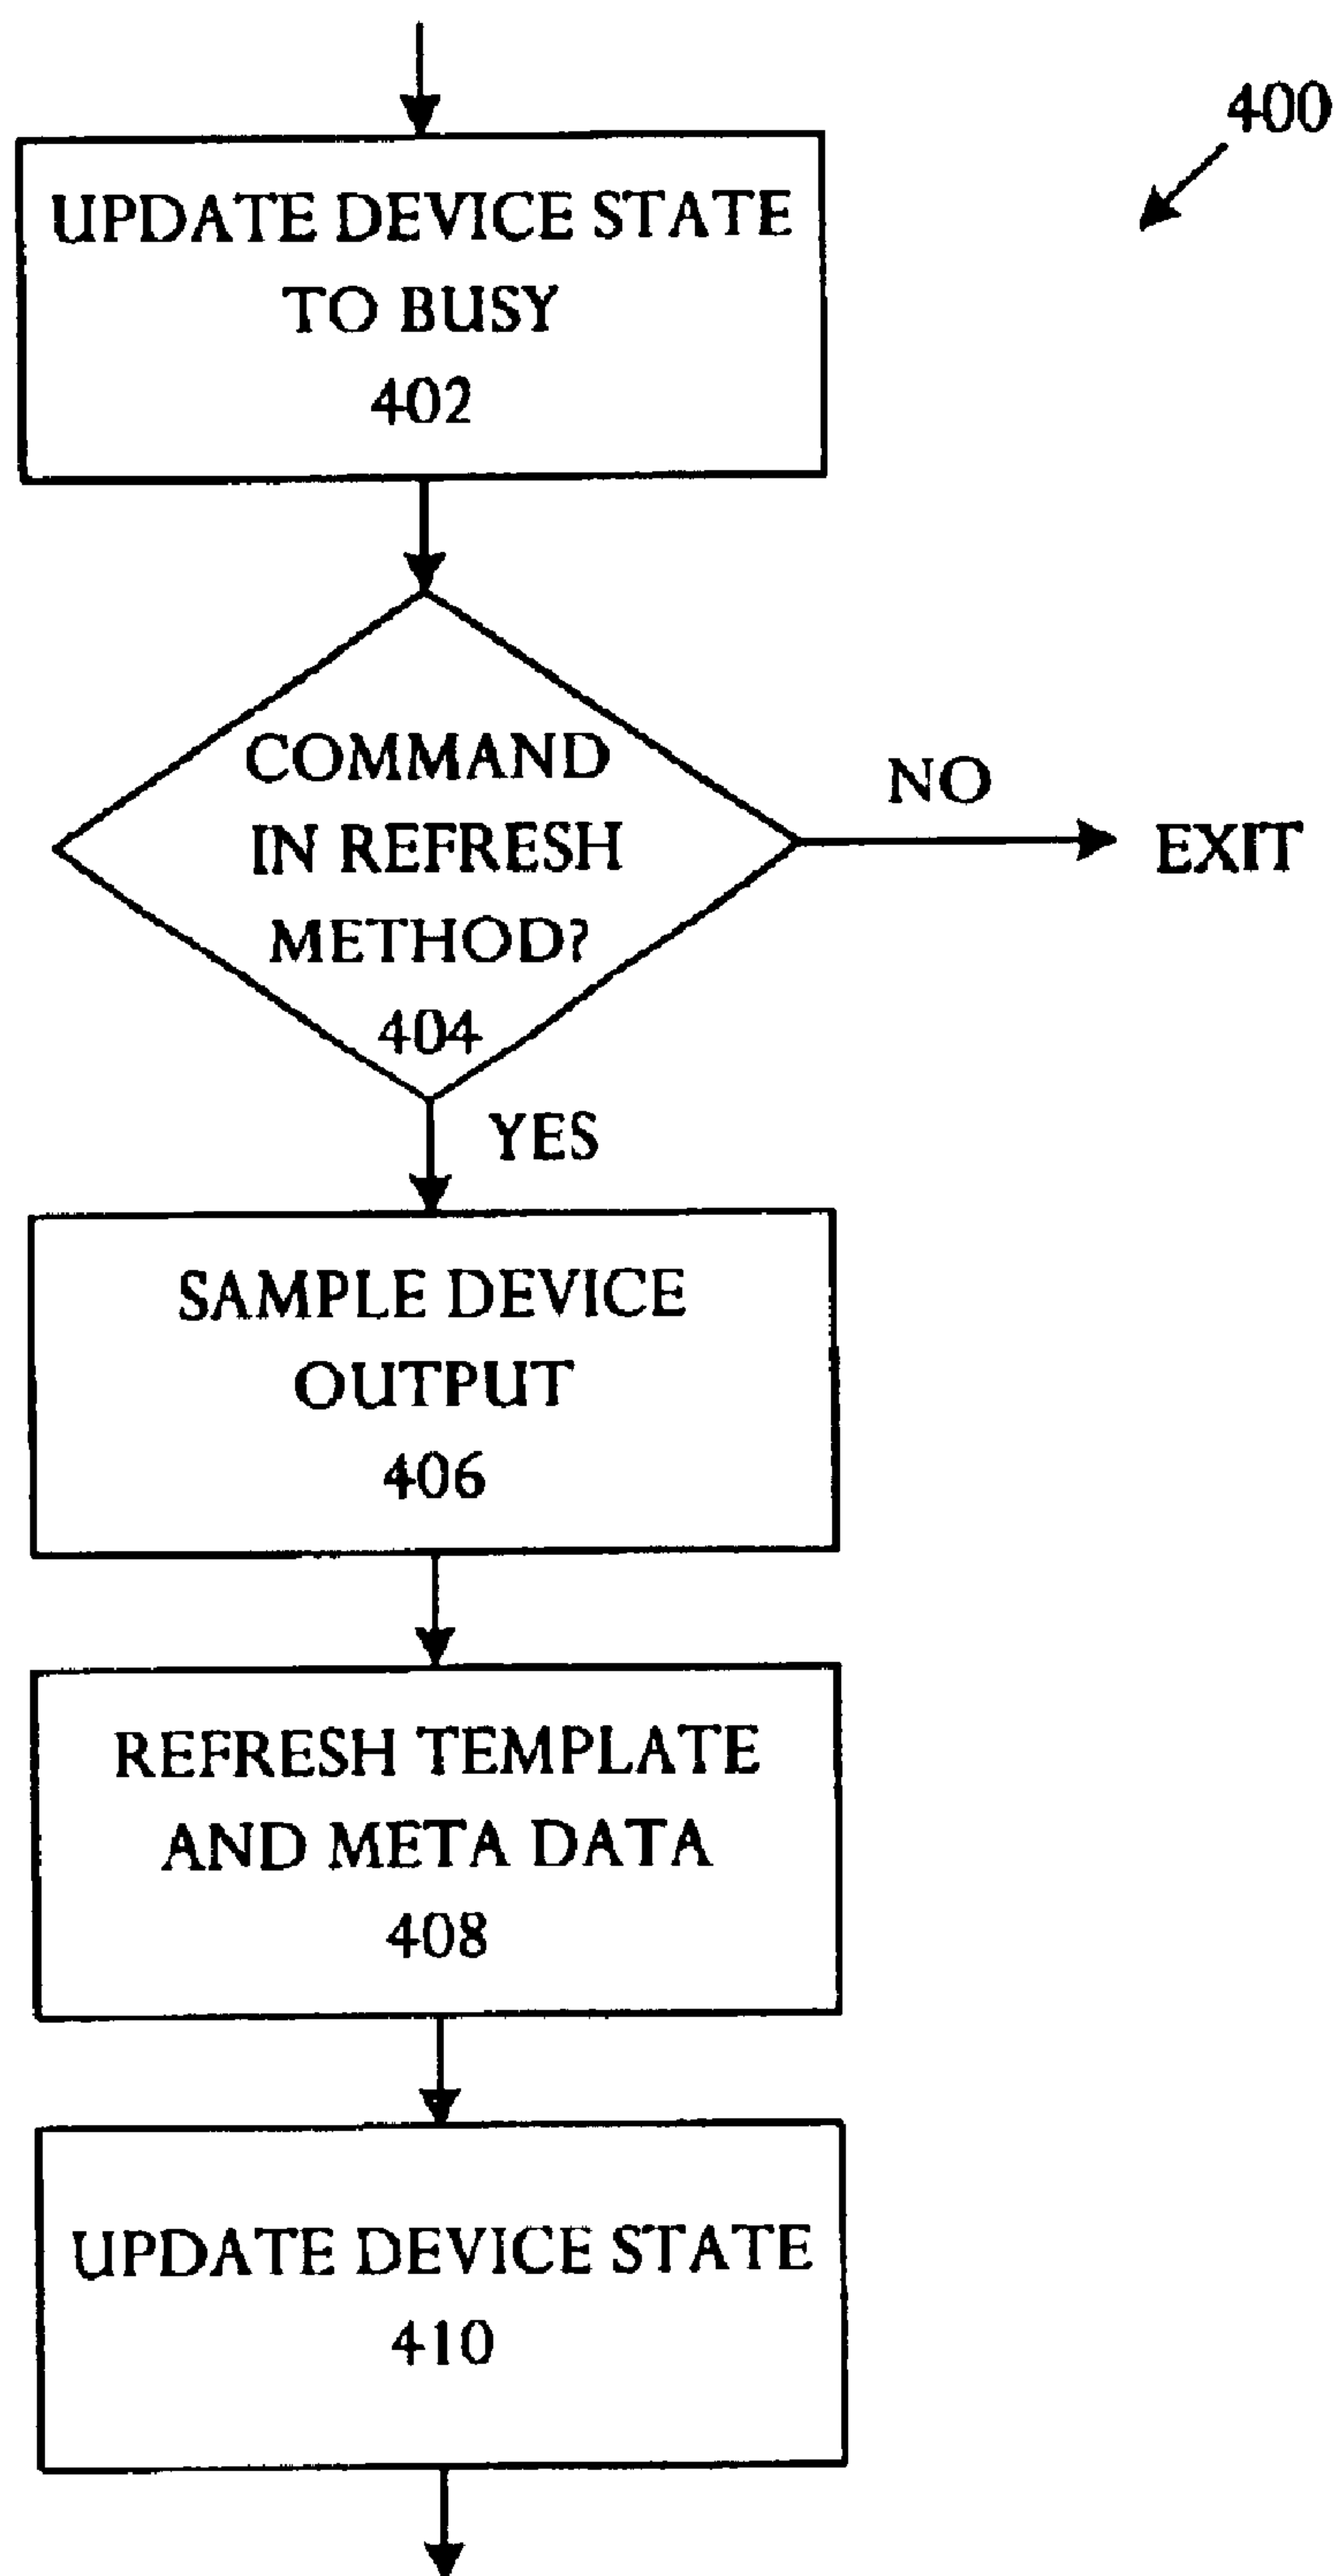 400
UPDATE DEVICE STATE
TO BUSY
402
COMMAND
IN REFRESH
METHOD?
404
NO
EXIT
YES
SAMPLE DEVICE
OUTPUT
406
REFRESH TEMPLATE
AND META DATA
408
UPDATE DEVICE STATE
410